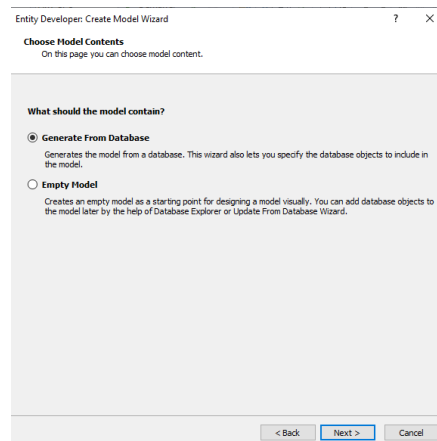 Entity Developer: Create Model Wizard ? ×
Choose Model Contents
On this page you can choose model content.
What should the model contain?
Generate From Database
Generates the model from a database. This wizard also lets you specify the database objects to include in
the model.
Empty Model
Creates an empty model as a starting point for designing a model visually. You can add database objects to
the model later by the help of Database Explorer or Update From Database Wizard.
< Back Next > Cancel